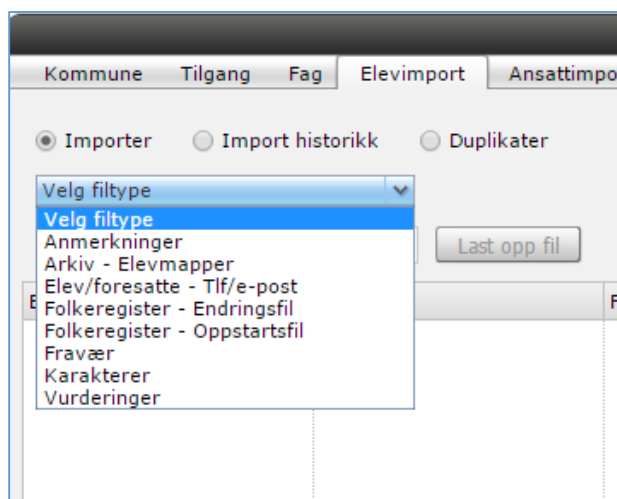 Kommune Tilgang Fag Elevimport Ansattimpo
Importer Import historikk Duplikater
Velg filtype
Velg filtype
Anmerkninger
Arkiv - Elevmapper
Last opp fil
Elev/foresatte - Tlf/e-post
Folkeregister - Endringsfil
Folkeregister - Oppstartsfil
Fravær
Karakterer
Vurderinger